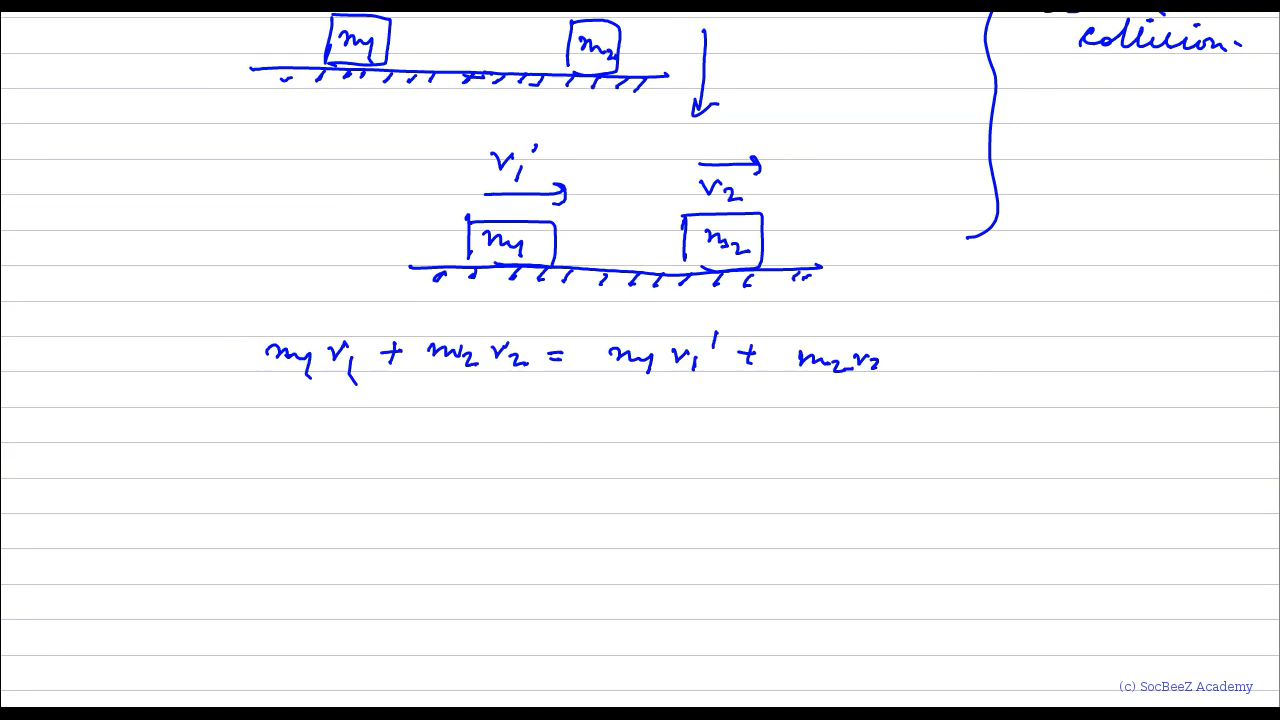 collision.
m1 m2
v1' v2
m1 m2
m1 v1 + m2 v2 = m1 v1' + m2 v2
(c) SocBeeZ Academy